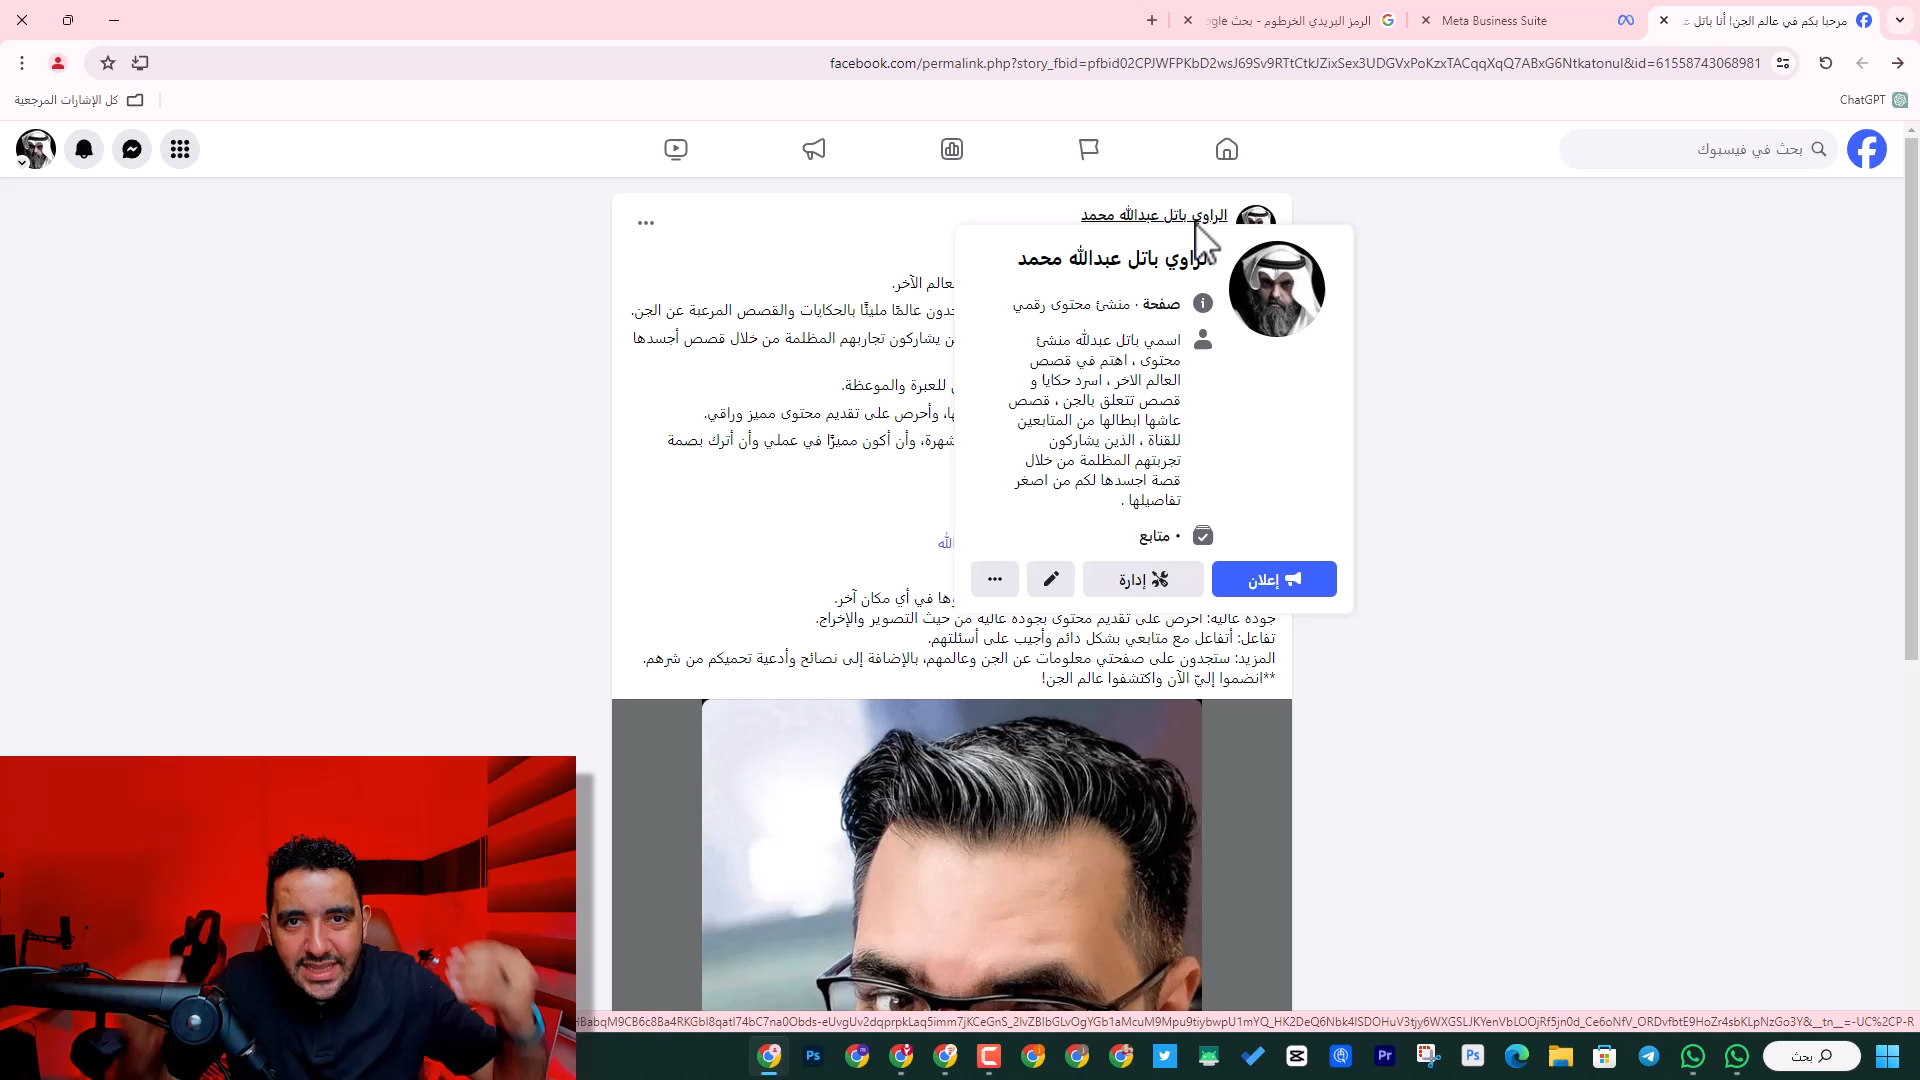 مرحبا بكم في عالم الجن! أنا باتل ع
Meta Business Suite
الرمز البريدي الخرطوم - بحث gle
facebook.com/permalink.php?story_fbid=pfbid02CPJWFPKbD2wsJ69Sv9RTtCtkJZixSex3UDGVxPoKzxTACqqXqQ7ABxG6Ntkatonul&id=61558743068981
ChatGPT
كل الإشارات المرجعية
بحث في فيسبوك
الراوي باتل عبدالله محمد
الراوي باتل عبدالله محمد
صفحة · منشئ محتوى رقمي
اسمي باتل عبدالله منشئ
محتوى ، اهتم في قصص
العالم الاخر ، اسرد حكايا و
قصص تتعلق بالجن ، قصص
عاشها ابطالها من المتابعين
للقناة ، الذين يشاركون
تجربتهم المظلمة من خلال
قصة اجسدها لكم من اصغر
تفاصيلها .
• متابع
إعلان
إدارة
عالم الآخر.
جدون عالمًا مليئًا بالحكايات والقصص المرعبة عن الجن.
ن يشاركون تجاربهم المظلمة من خلال قصص أجسدها
للعبرة والموعظة.
ها، وأحرص على تقديم محتوى مميز وراقي.
شهرة، وأن أكون مميزًا في عملي وأن أترك بصمة
الله
وها في أي مكان آخر.
جودة عالية: أحرص على تقديم محتوى بجودة عالية من حيث التصوير والإخراج.
تفاعل: أتفاعل مع متابعي بشكل دائم وأجيب على أسئلتهم.
المزيد: ستجدون على صفحتي معلومات عن الجن وعالمهم، بالإضافة إلى نصائح وأدعية تحميكم من شرهم.
**انضموا إليّ الآن واكتشفوا عالم الجن!
بحث